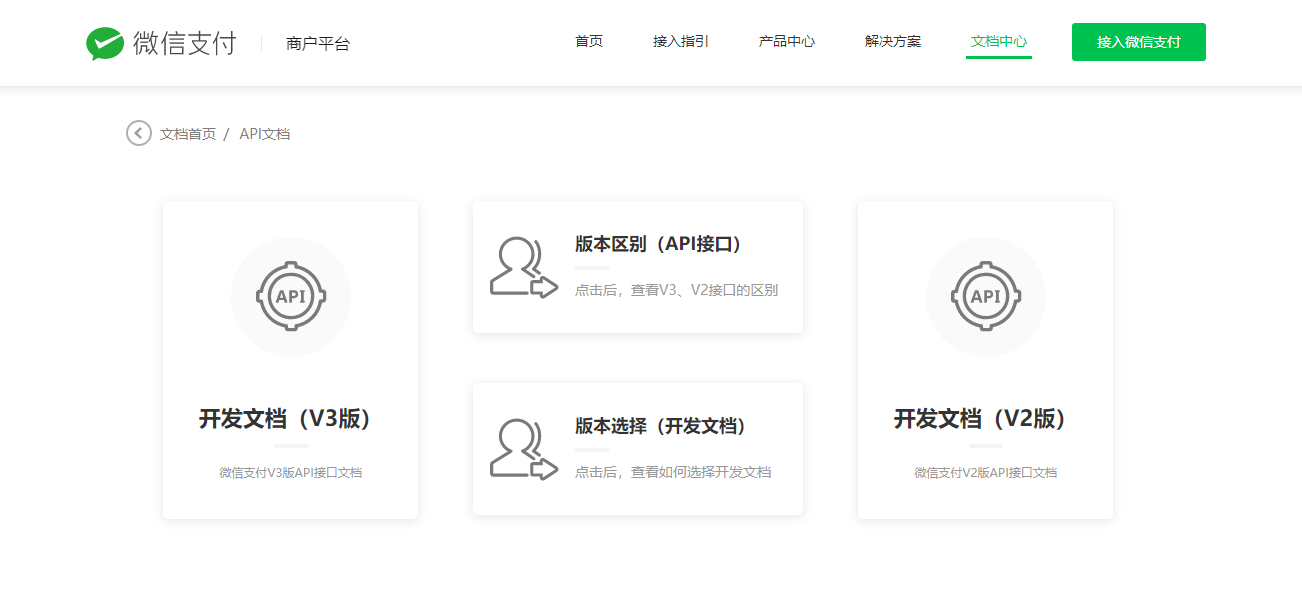 微信支付 商户平台 首页 接入指引 产品中心 解决方案 文档中心 接入微信支付
文档首页 / API文档
API
开发文档（V3版）
微信支付V3版API接口文档
版本区别（API接口）
点击后，查看V3、V2接口的区别
版本选择（开发文档）
点击后，查看如何选择开发文档
API
开发文档（V2版）
微信支付V2版API接口文档